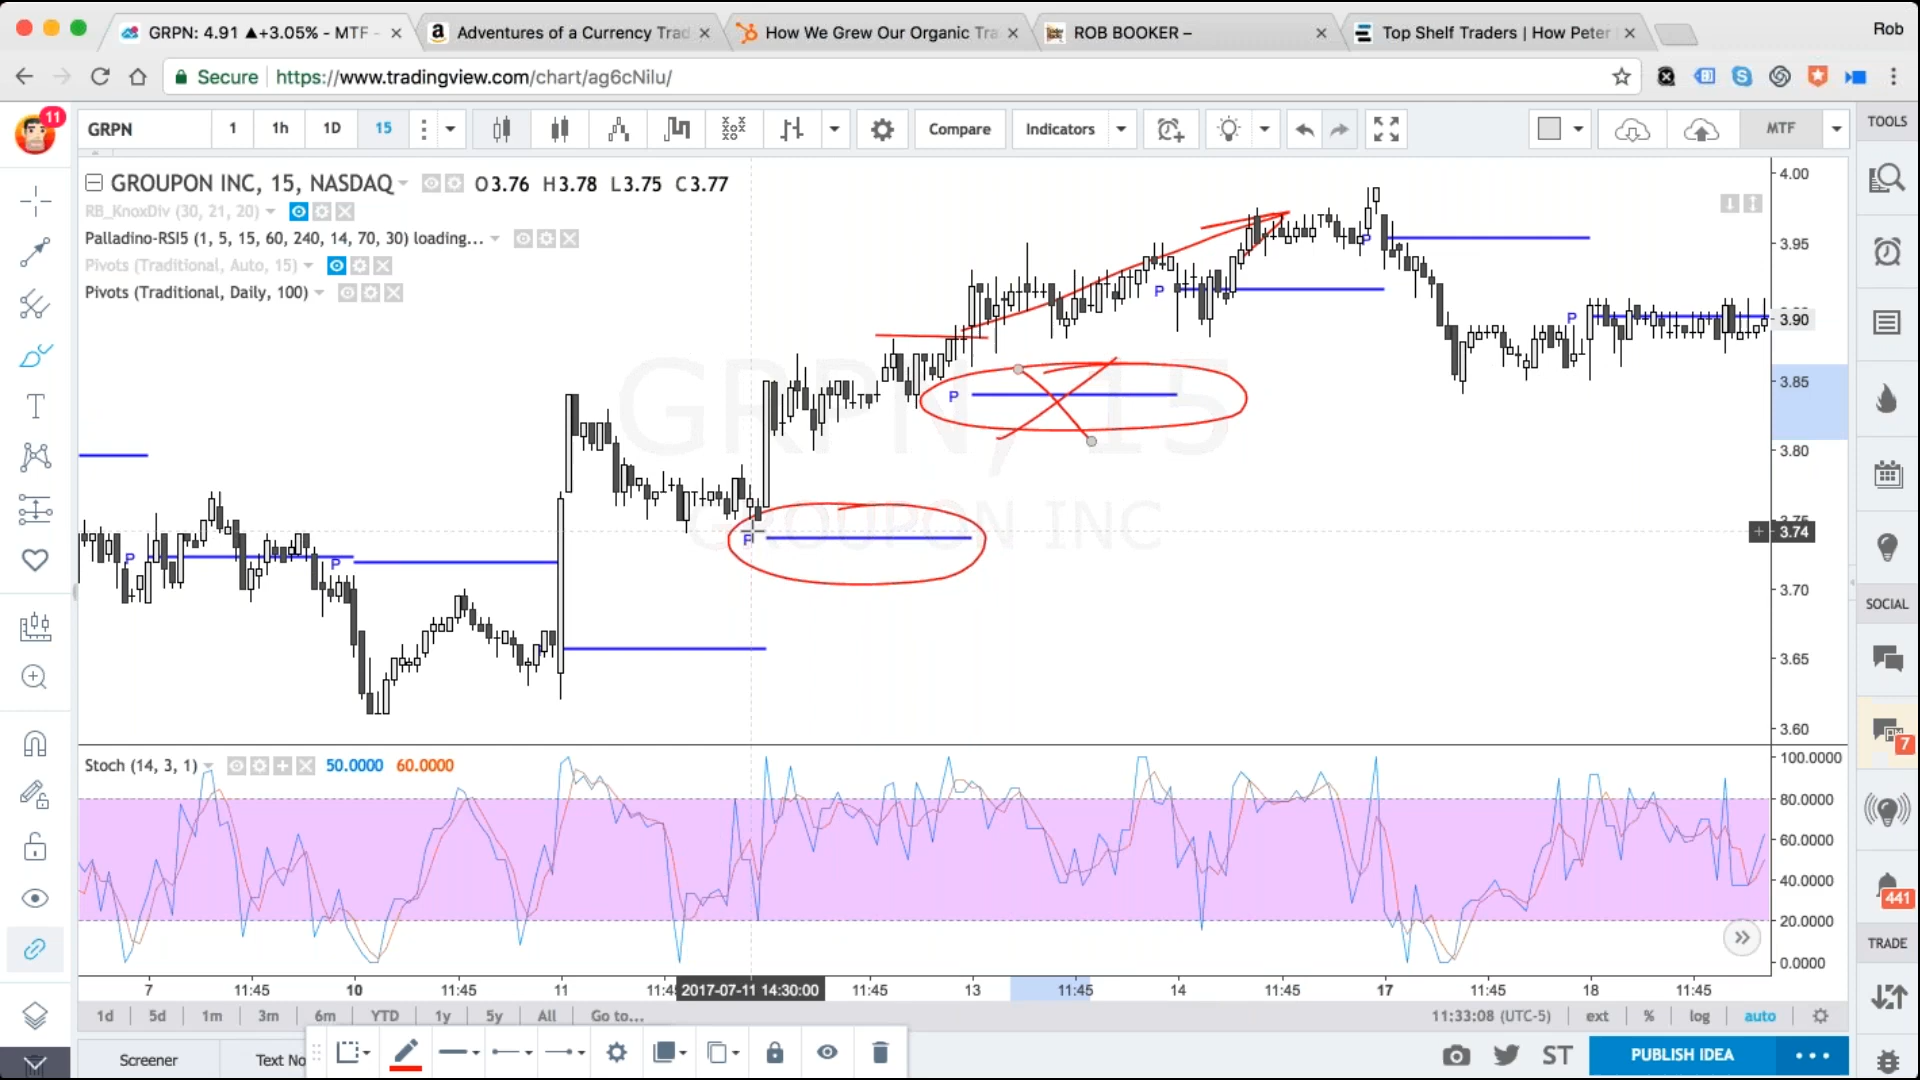 GRPN: 4.91 ▲+3.05% - MTF -
Adventures of a Currency Trad
How We Grew Our Organic Tra
ROB BOOKER –
Top Shelf Traders | How Peter
Rob
Secure
https://www.tradingview.com/chart/ag6cNilu/
11
GRPN
1
1h
1D
15
Compare
Indicators
MTF
TOOLS
GROUPON INC, 15, NASDAQ
O3.76 H3.78 L3.75 C3.77
RB_KnoxDiv (30, 21, 20)
Palladino-RSI5 (1, 5, 15, 60, 240, 14, 70, 30) loading...
Pivots (Traditional, Auto, 15)
Pivots (Traditional, Daily, 100)
GRPN, 15
GROUPON INC
P
P
P
P
P
P
P
4.00
3.95
3.90
3.85
3.80
3.75
3.74
3.70
3.65
3.60
SOCIAL
7
441
TRADE
Stoch (14, 3, 1)
50.0000
60.0000
100.0000
80.0000
60.0000
40.0000
20.0000
0.0000
7
11:45
10
11:45
11
11:45
2017-07-11 14:30:00
11:45
13
11:45
14
11:45
17
11:45
18
11:45
1d
5d
1m
3m
6m
YTD
1y
5y
All
Go to...
11:33:08 (UTC-5)
ext
%
log
auto
Screener
Text No
ST
PUBLISH IDEA